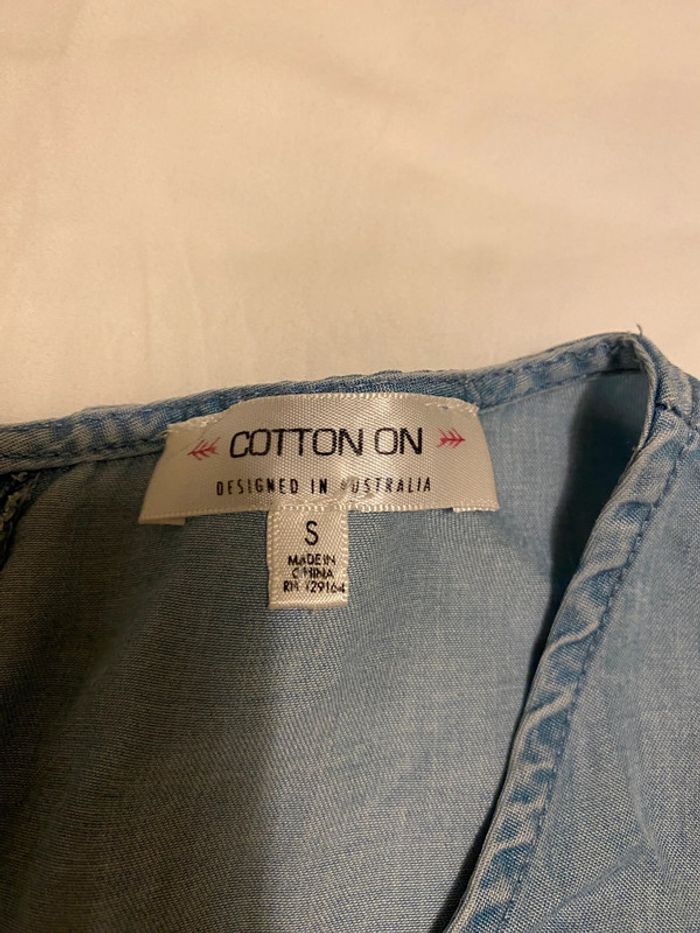 COTTON ON
DESIGNED IN AUSTRALIA
S
MADE IN
CHINA
RN 129164